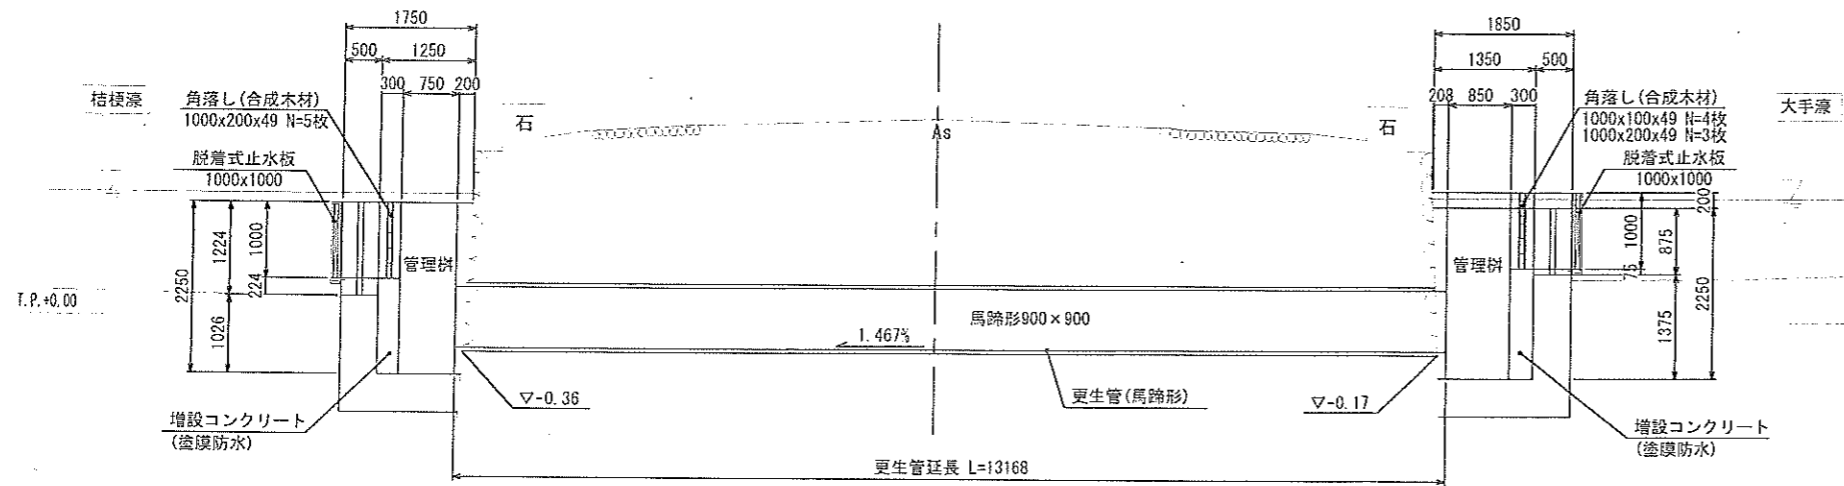 1750
500
1250
300
750
200
桔梗濠
角落し(合成木材)
1000x200x49 N=5枚
脱着式止水板
1000x1000
石
As
石
1850
1350
500
208
850
300
角落し(合成木材)
1000x100x49 N=4枚
1000x200x49 N=3枚
大手濠
脱着式止水板
1000x1000
2250
1224
1000
224
1026
管理桝
T.P.+0.00
馬蹄形900×900
1.467%
管理桝
200
1000
875
75
2250
1375
▽-0.36
更生管(馬蹄形)
▽-0.17
増設コンクリート
(塗膜防水)
増設コンクリート
(塗膜防水)
更生管延長 L=13168